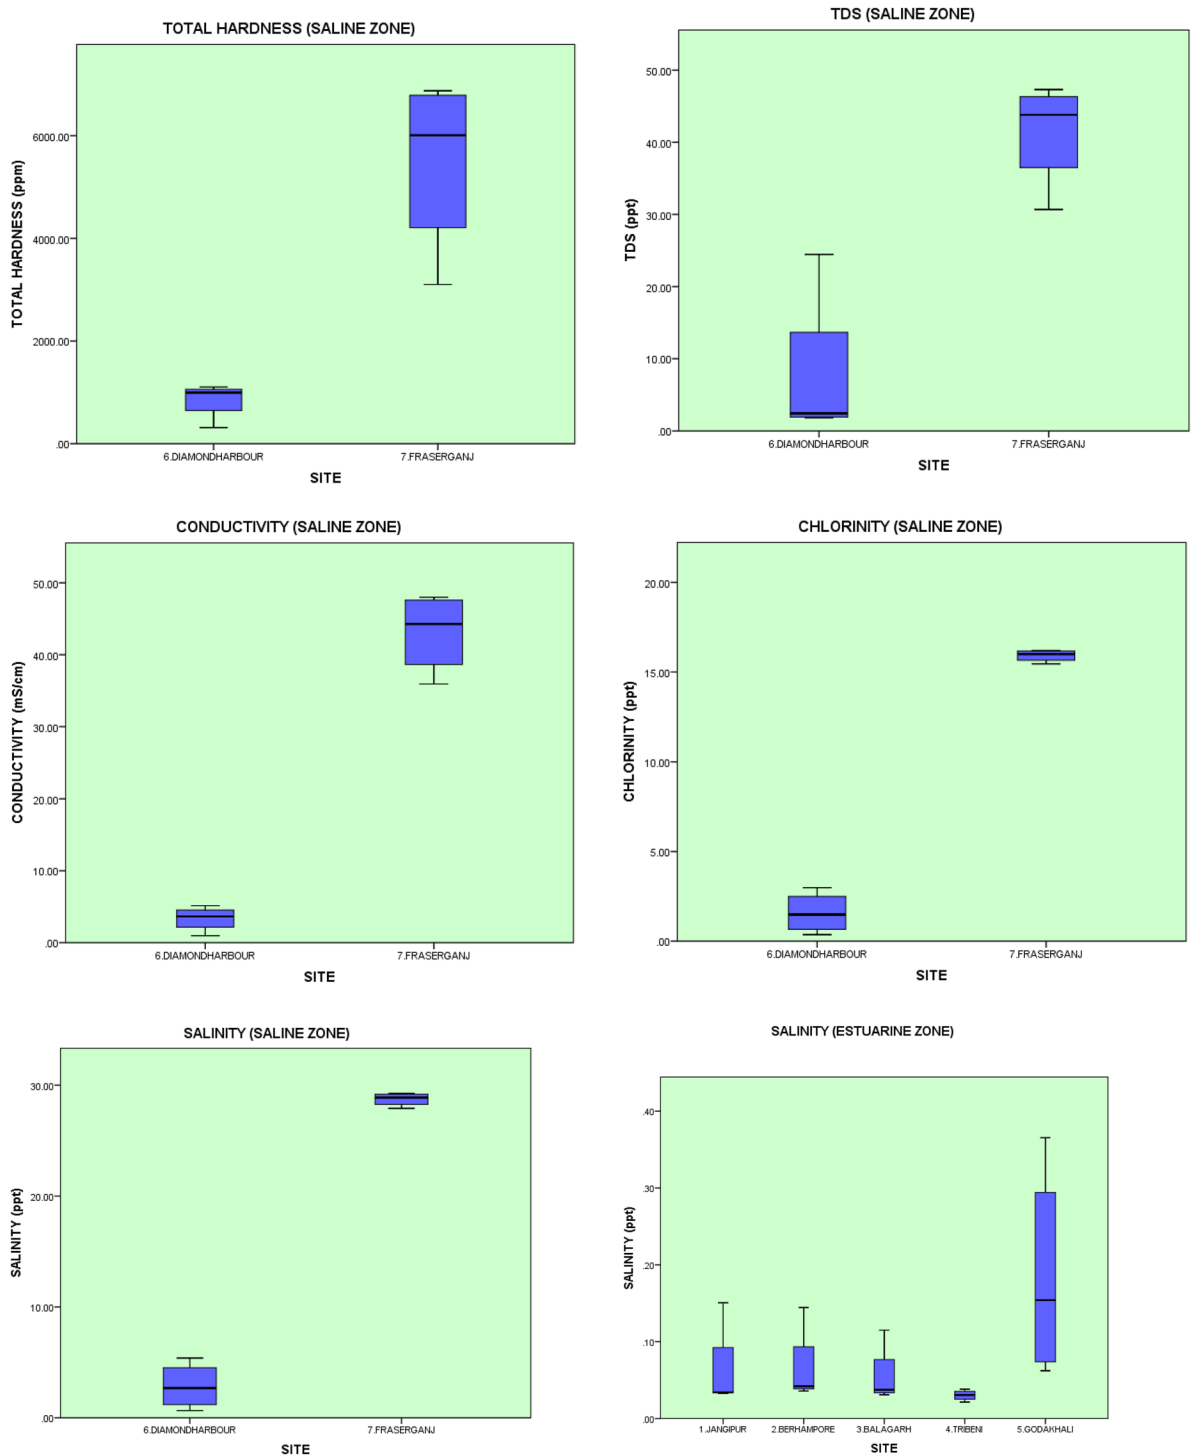 TOTAL HARDNESS (SALINE ZONE)
TOTAL HARDNESS (ppm)
6000.00
4000.00
2000.00
.00
6.DIAMONDHARBOUR
7.FRASERGANJ
SITE
TDS (SALINE ZONE)
TDS (ppt)
50.00
40.00
30.00
20.00
10.00
.00
6.DIAMONDHARBOUR
7.FRASERGANJ
SITE
CONDUCTIVITY (SALINE ZONE)
CONDUCTIVITY (mS/cm)
50.00
40.00
30.00
20.00
10.00
.00
6.DIAMONDHARBOUR
7.FRASERGANJ
SITE
CHLORINITY (SALINE ZONE)
CHLORINITY (ppt)
20.00
15.00
10.00
5.00
.00
6.DIAMONDHARBOUR
7.FRASERGANJ
SITE
SALINITY (SALINE ZONE)
SALINITY (ppt)
30.00
20.00
10.00
.00
6.DIAMONDHARBOUR
7.FRASERGANJ
SITE
SALINITY (ESTUARINE ZONE)
SALINITY (ppt)
.40
.30
.20
.10
.00
1.JANGIPUR
2.BERHAMPORE
3.BALAGARH
4.TRIBENI
5.GODAKHALI
SITE